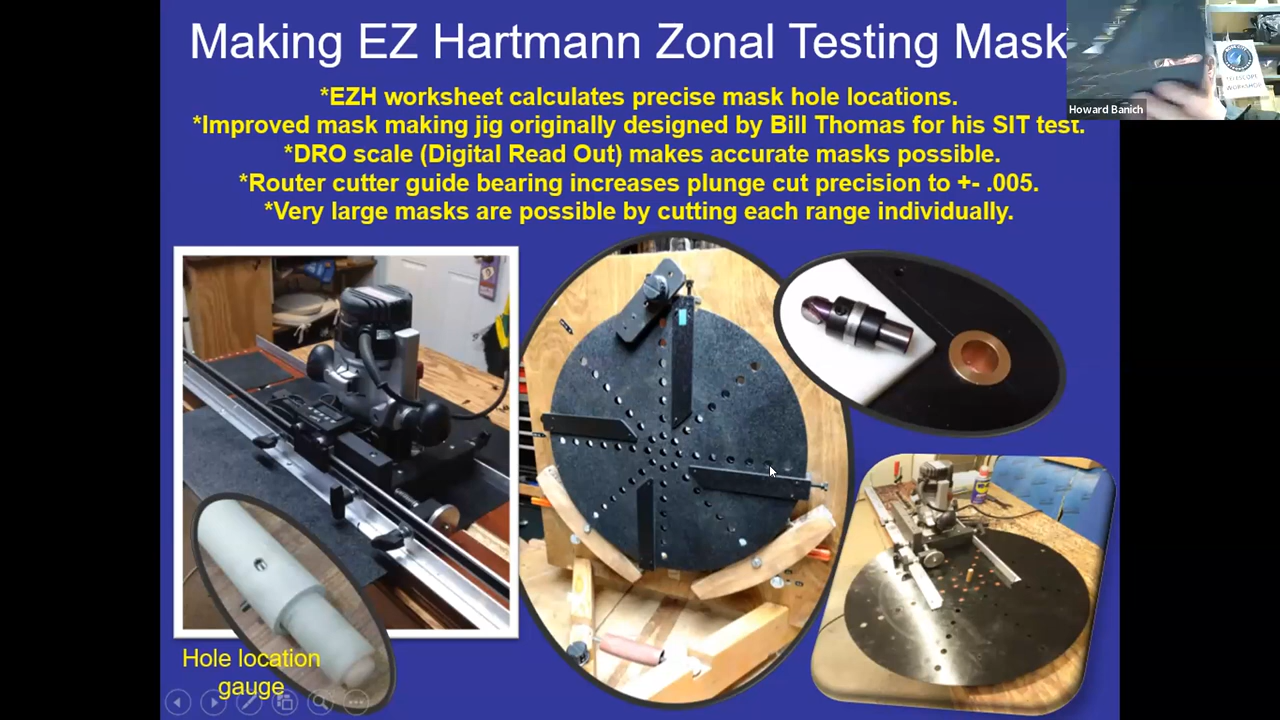 Making EZ Hartmann Zonal Testing Mask
*EZH worksheet calculates precise mask hole locations.
*Improved mask making jig originally designed by Bill Thomas for his SIT test.
*DRO scale (Digital Read Out) makes accurate masks possible.
*Router cutter guide bearing increases plunge cut precision to +- .005.
*Very large masks are possible by cutting each range individually.
Hole location
gauge
Howard Banich
TELESCOPE
WORKSHOP